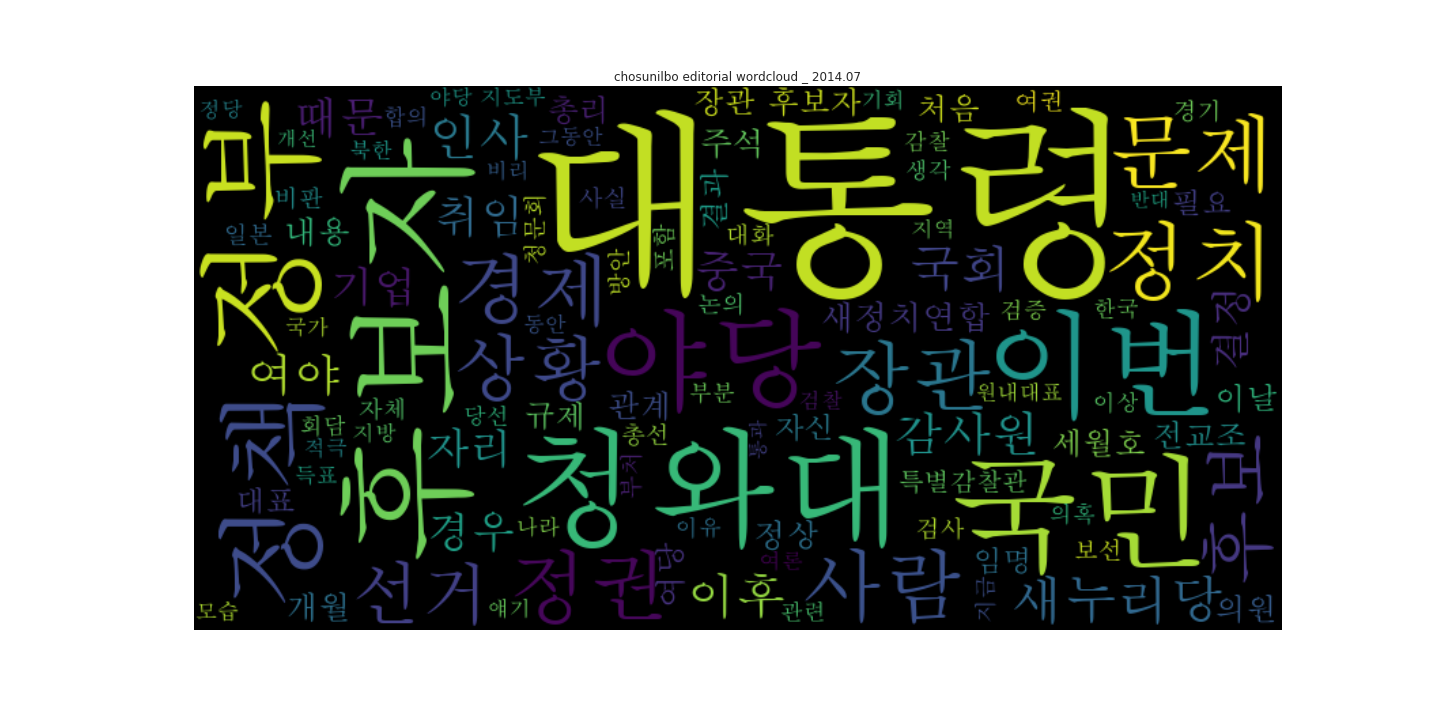 chosunilbo editorial wordcloud _ 2014.07
정당
때문
합의
야당 지도부
총리
장관 후보자
기회
처음
여권
경기
개선
인사
그동안
대통령
주석
감찰
문제
정부
후보자
북한
비리
생각
비판
취임
사실
결과
반대
필요
일본
내용
청문회
포함
대화
지역
정치
기업
경제
방안
중국
국회
국가
동안
논의
새정치연합
검증
한국
결정
여야
상황
야당
장관
이번
부분
검찰
원내대표
이상
이날
정책
자체
당선
규제
관계
회담
지방
적극
자리
총선
통과
자신
감사원
세월호
전교조
득표
청와대
부처
특별감찰관
국민
후보
대표
경우
나라
이유
정상
검사
의혹
보선
선거
정권
여당
여론
사람
임명
모습
개월
얘기
이후
관련
지금
새누리당
의원